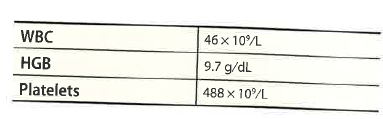 WBC 46 × 10⁹/L
HGB 9.7 g/dL
Platelets 488 × 10⁹/L